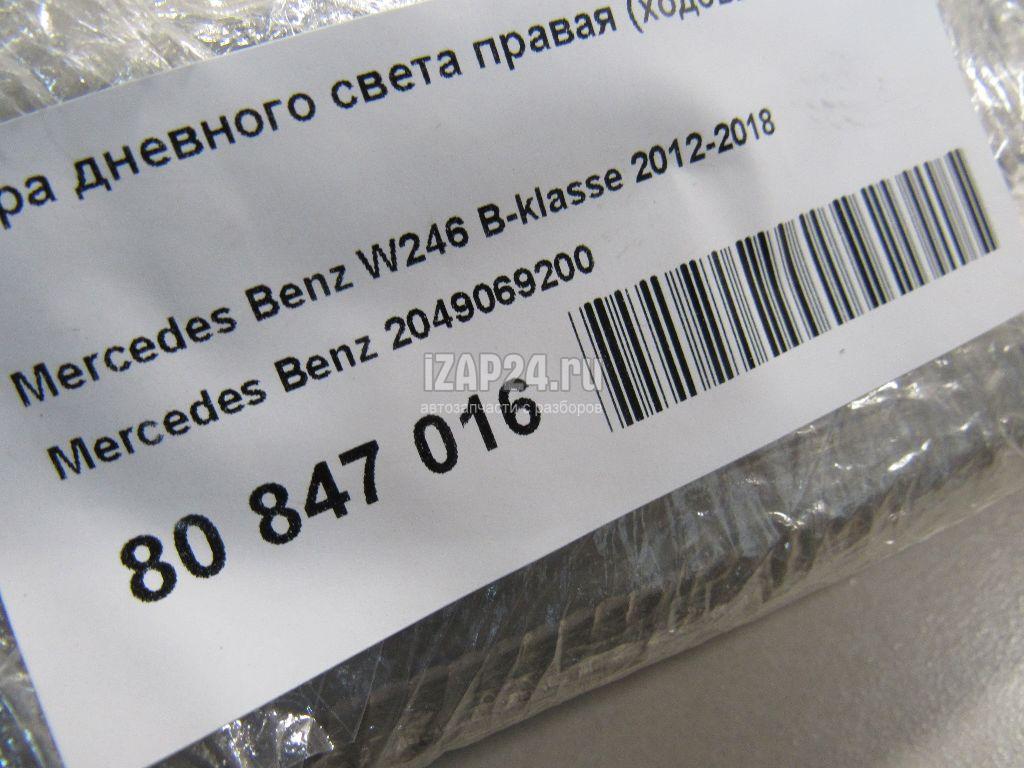 ра дневного света правая (ходов
Mercedes Benz W246 B-klasse 2012-2018
Mercedes Benz 2049069200
80 847 016
iZAP24.ru
автозапчасти с разборов